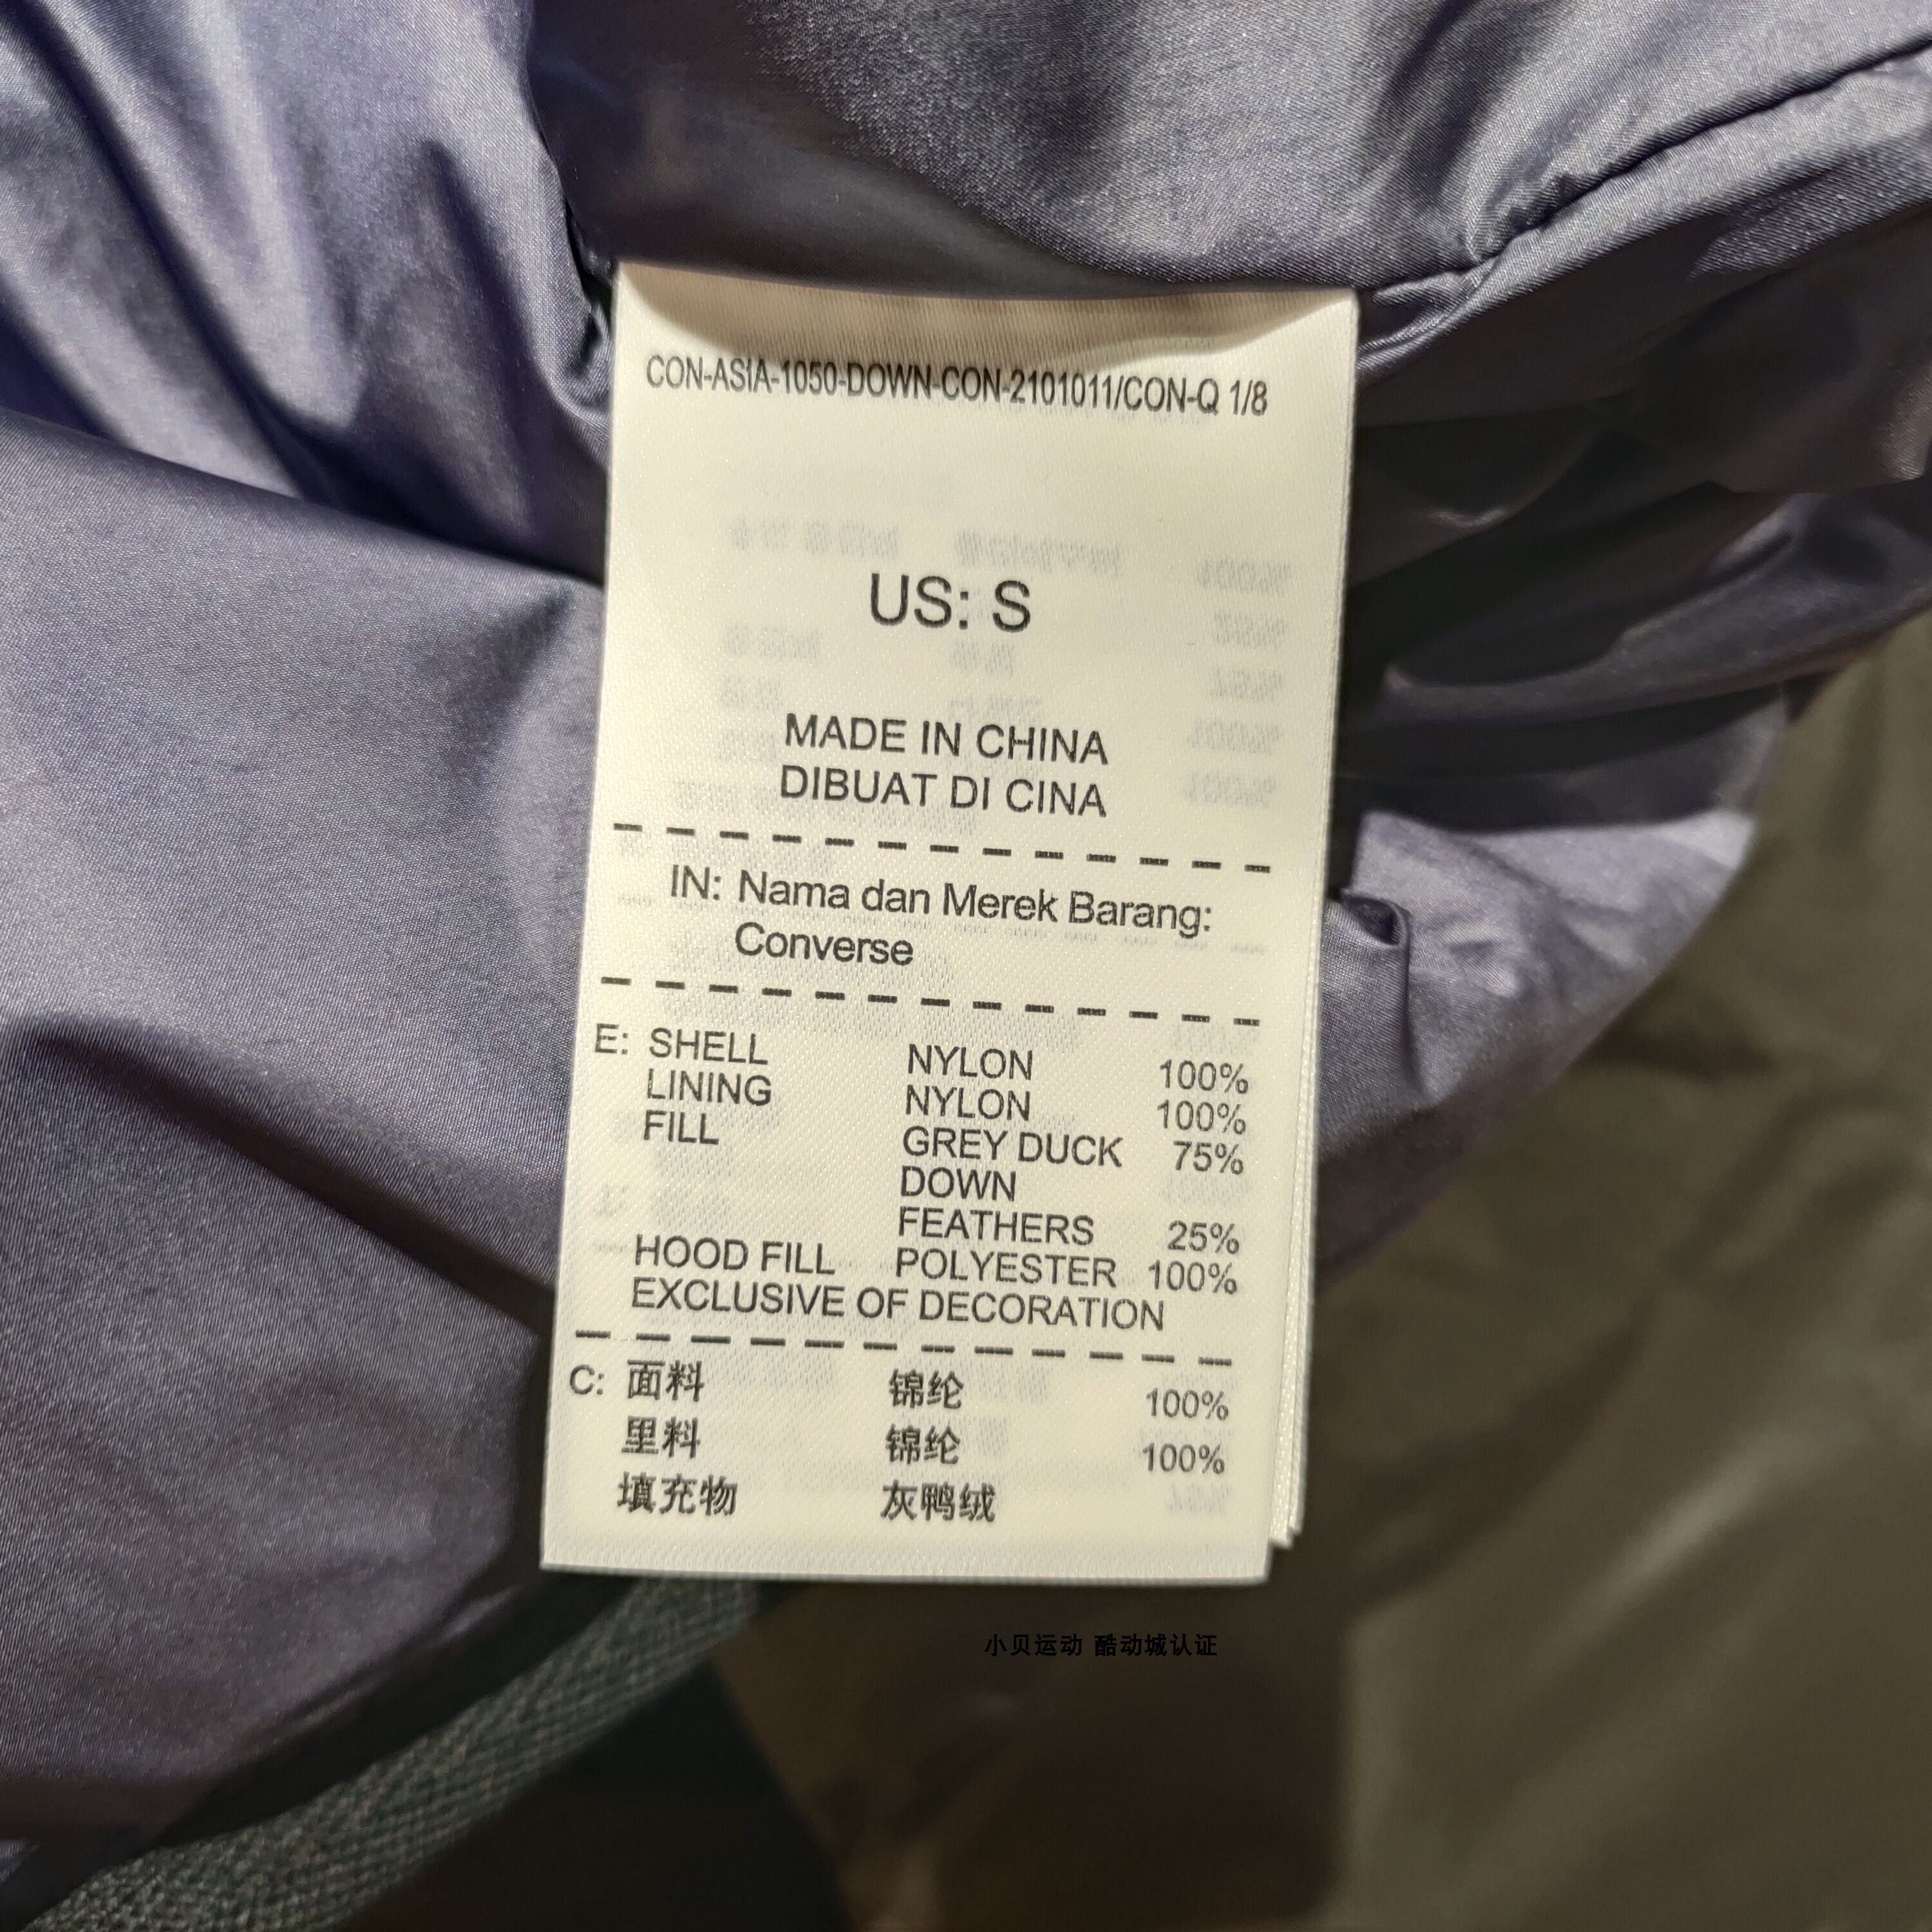 CON-ASIA-1050-DOWN-CON-2101011/CON-Q 1/8
US: S
MADE IN CHINA
DIBUAT DI CINA
IN: Nama dan Merek Barang:
Converse
E: SHELL NYLON 100%
LINING NYLON 100%
FILL GREY DUCK 75%
DOWN
FEATHERS 25%
HOOD FILL POLYESTER 100%
EXCLUSIVE OF DECORATION
C: 面料 锦纶 100%
里料 锦纶 100%
填充物 灰鸭绒
小贝运动 酷动城认证